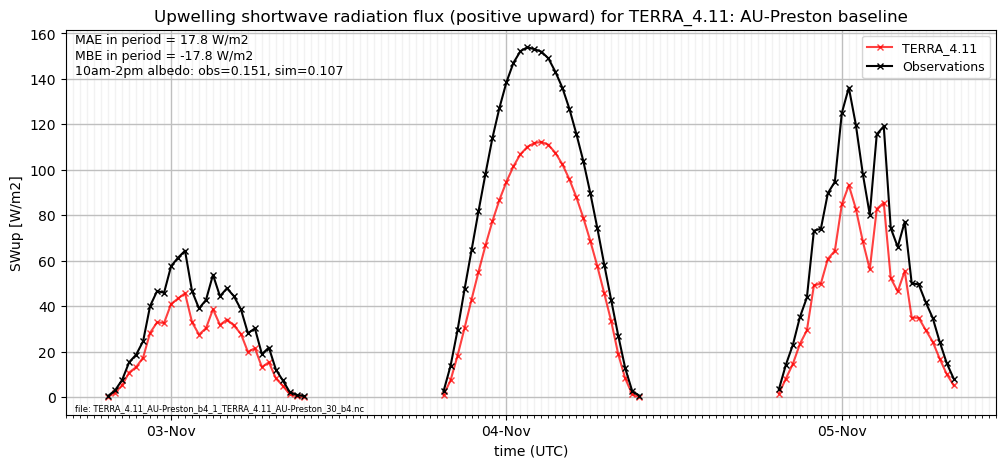 Upwelling shortwave radiation flux (positive upward) for TERRA_4.11: AU-Preston baseline
MAE in period = 17.8 W/m2
MBE in period = -17.8 W/m2
10am-2pm albedo: obs=0.151, sim=0.107
TERRA_4.11
Observations
SWup [W/m2]
160
140
120
100
80
60
40
20
0
file: TERRA_4.11_AU-Preston_b4_1_TERRA_4.11_AU-Preston_30_b4.nc
03-Nov
04-Nov
05-Nov
time (UTC)